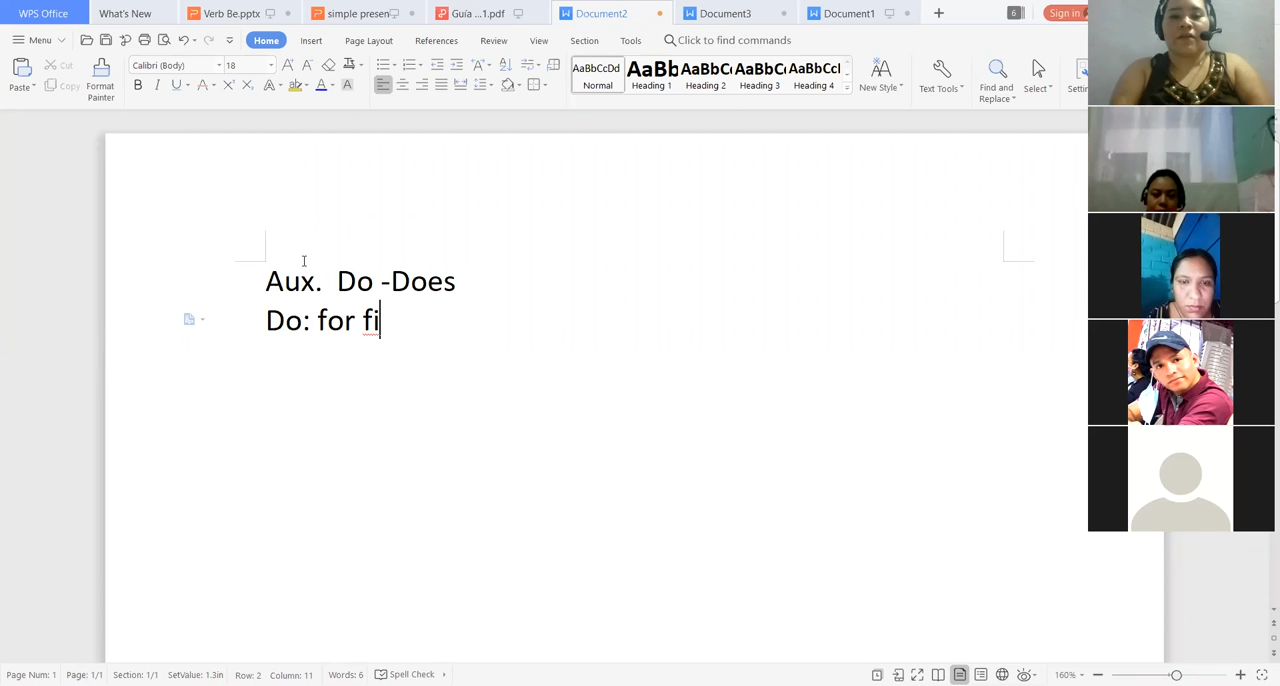 WPS Office What's New Verb Be.pptx simple presen Guía ...1.pdf Document2 Document3 Document1 6 Sign in
Menu Home Insert Page Layout References Review View Section Tools Click to find commands
Paste Cut Copy Format Painter Calibri (Body) 18 AaBbCcDd Normal AaBb Heading 1 AaBbC Heading 2 AaBbC Heading 3 AaBbCcI Heading 4 New Style Text Tools Find and Replace Select
Aux. Do -Does
Do: for fi
Page Num: 1 Page: 1/1 Section: 1/1 SetValue: 1.3in Row: 2 Column: 11 Words: 6 Spell Check 160%